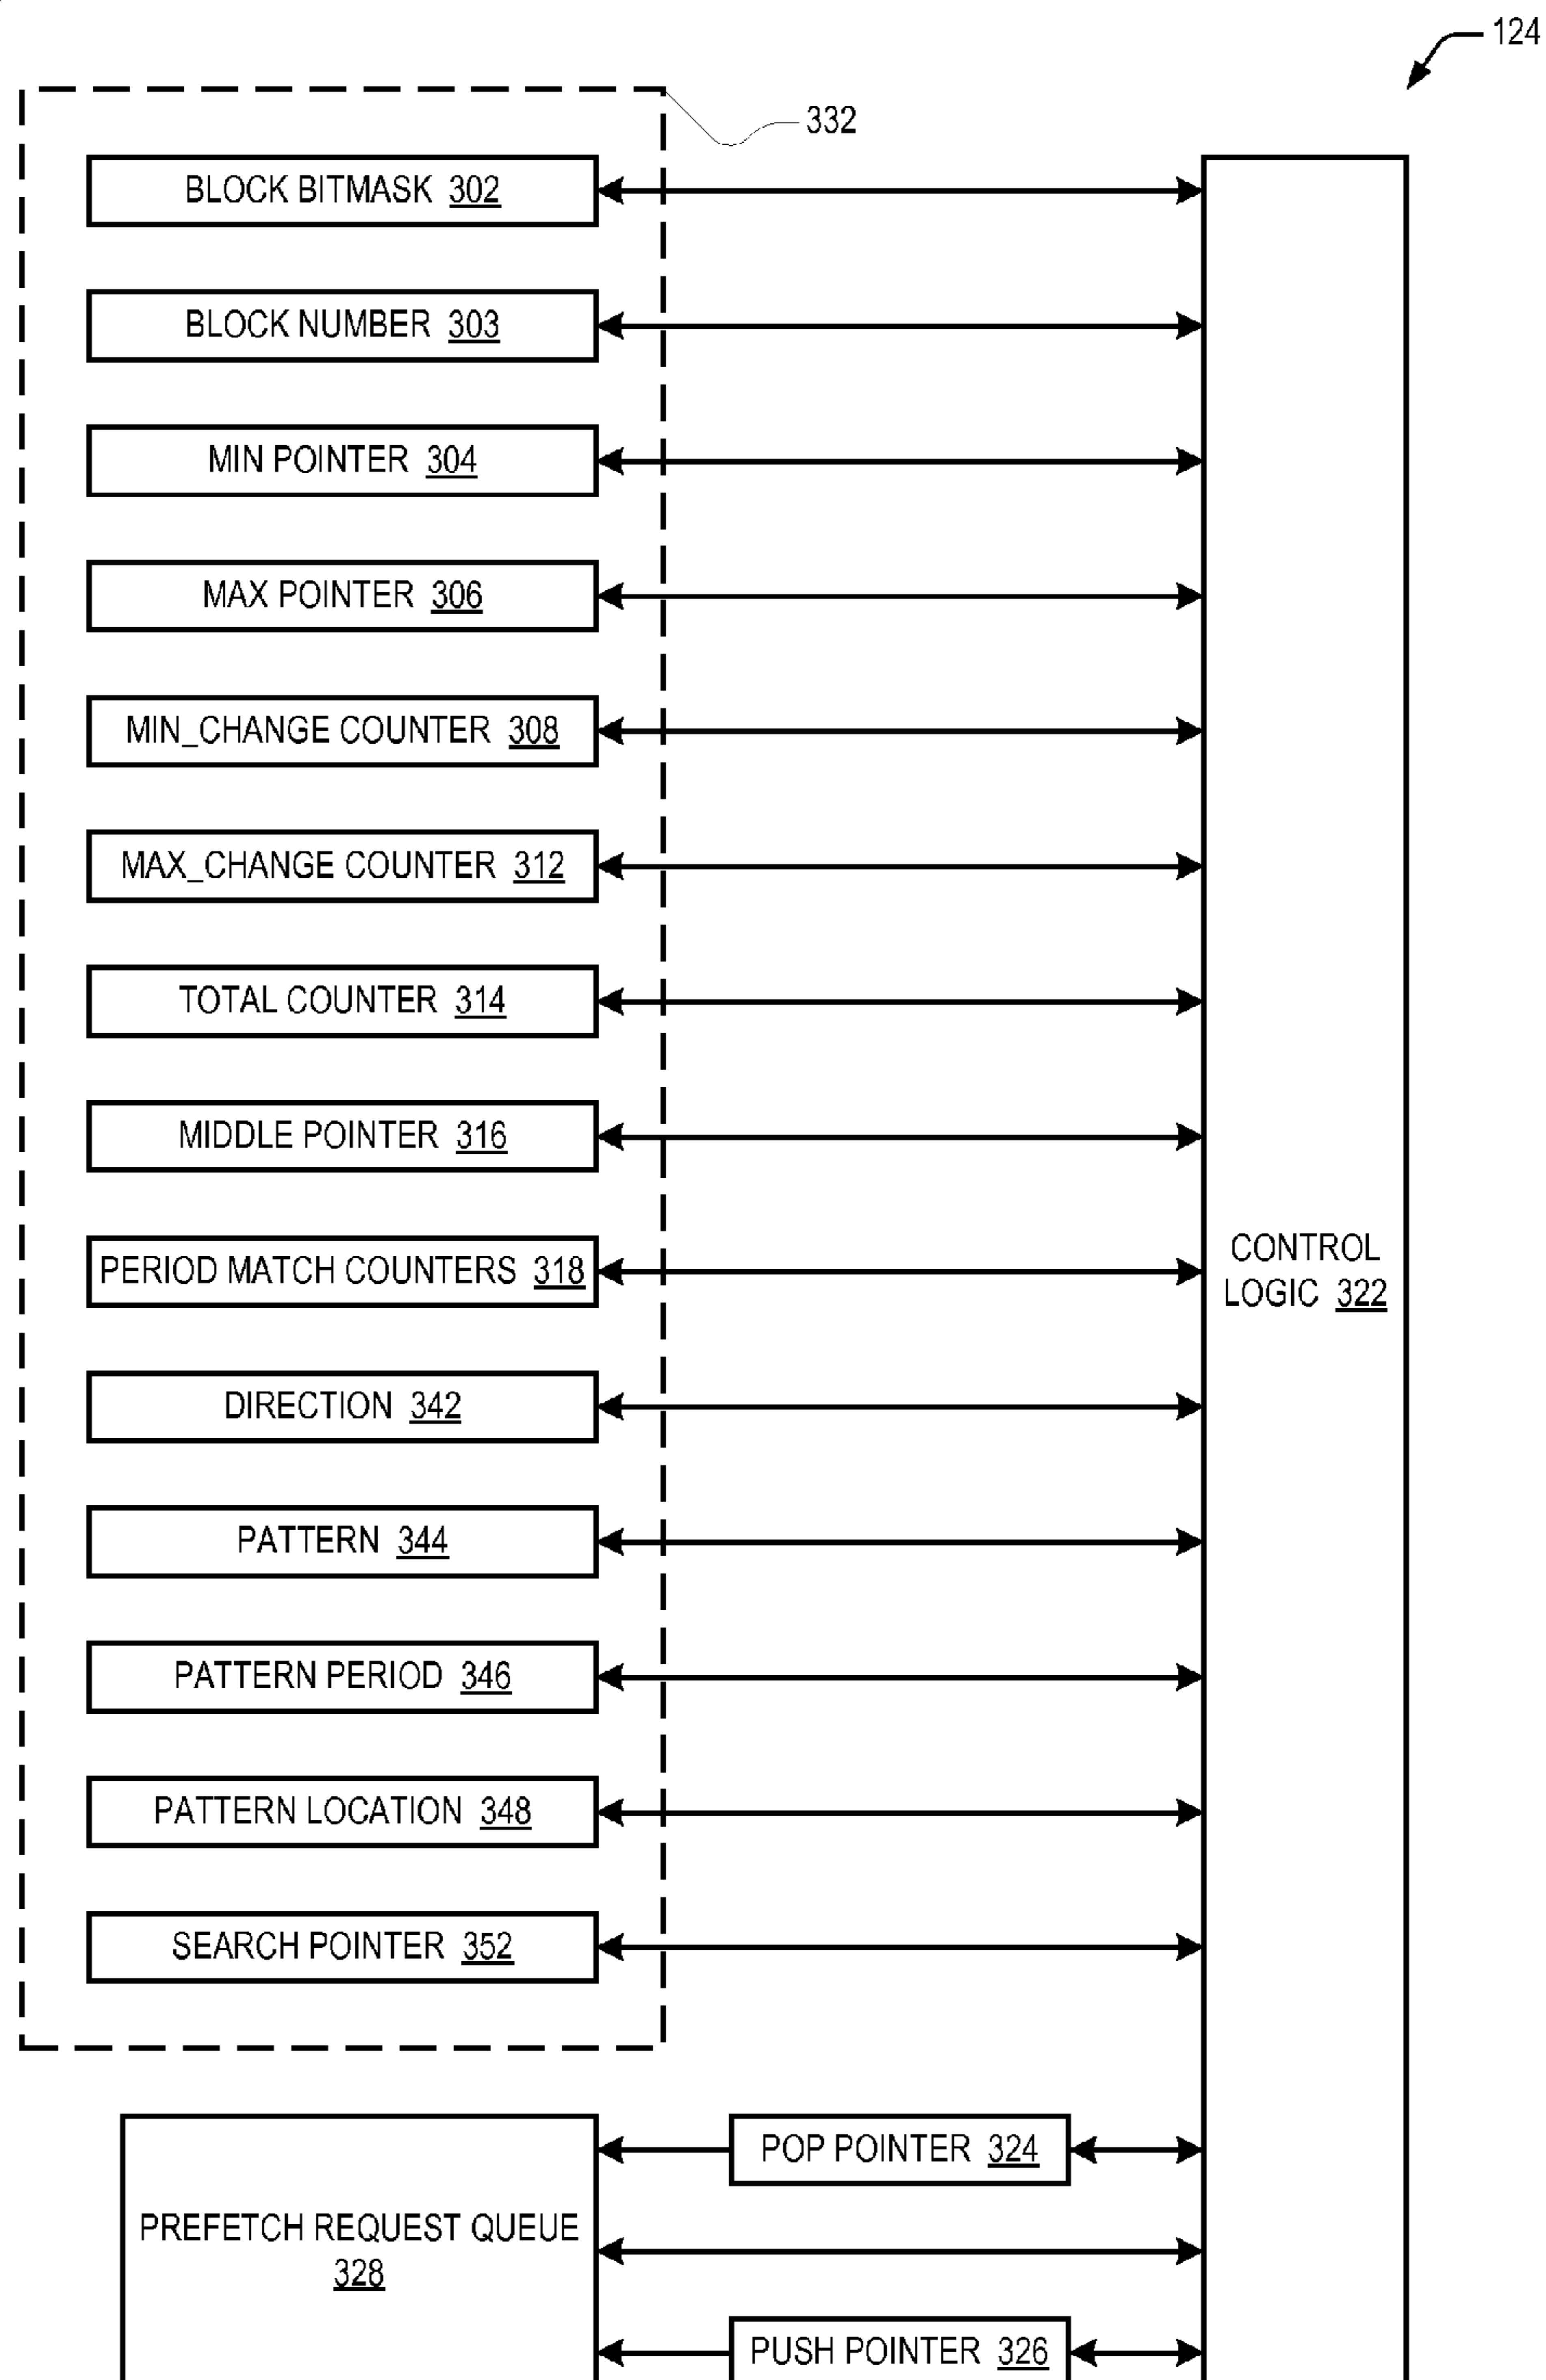 124
332
BLOCK BITMASK 302
BLOCK NUMBER 303
MIN POINTER 304
MAX POINTER 306
MIN_CHANGE COUNTER 308
MAX_CHANGE COUNTER 312
TOTAL COUNTER 314
MIDDLE POINTER 316
PERIOD MATCH COUNTERS 318
CONTROL
LOGIC 322
DIRECTION 342
PATTERN 344
PATTERN PERIOD 346
PATTERN LOCATION 348
SEARCH POINTER 352
POP POINTER 324
PREFETCH REQUEST QUEUE
328
PUSH POINTER 326